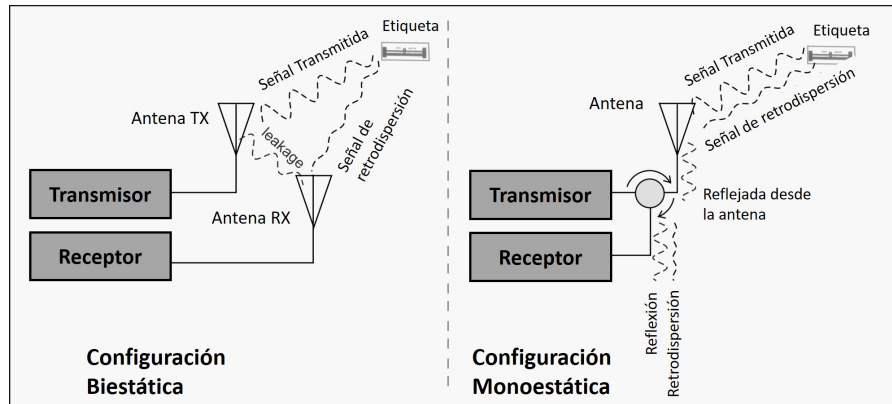 Etiqueta
Señal Transmitida
Antena TX
leakage
Señal de
retrodispersión
Transmisor
Antena RX
Receptor
Configuración
Biestática
Etiqueta
Señal Transmitida
Antena
Señal de retrodispersión
Transmisor
Reflejada desde
la antena
Receptor
Reflexión
Retrodispersión
Configuración
Monoestática